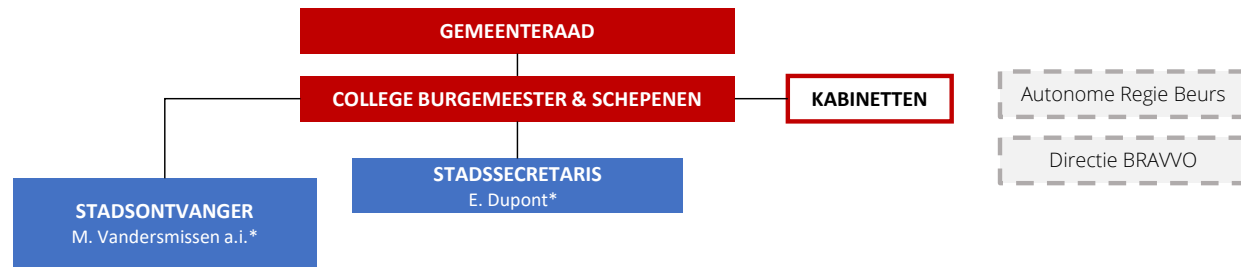 GEMEENTERAAD
COLLEGE BURGEMEESTER & SCHEPENEN
KABINETTEN
Autonome Regie Beurs
Directie BRAVVO
STADSSECRETARIS
E. Dupont*
STADSONTVANGER
M. Vandersmissen a.i.*